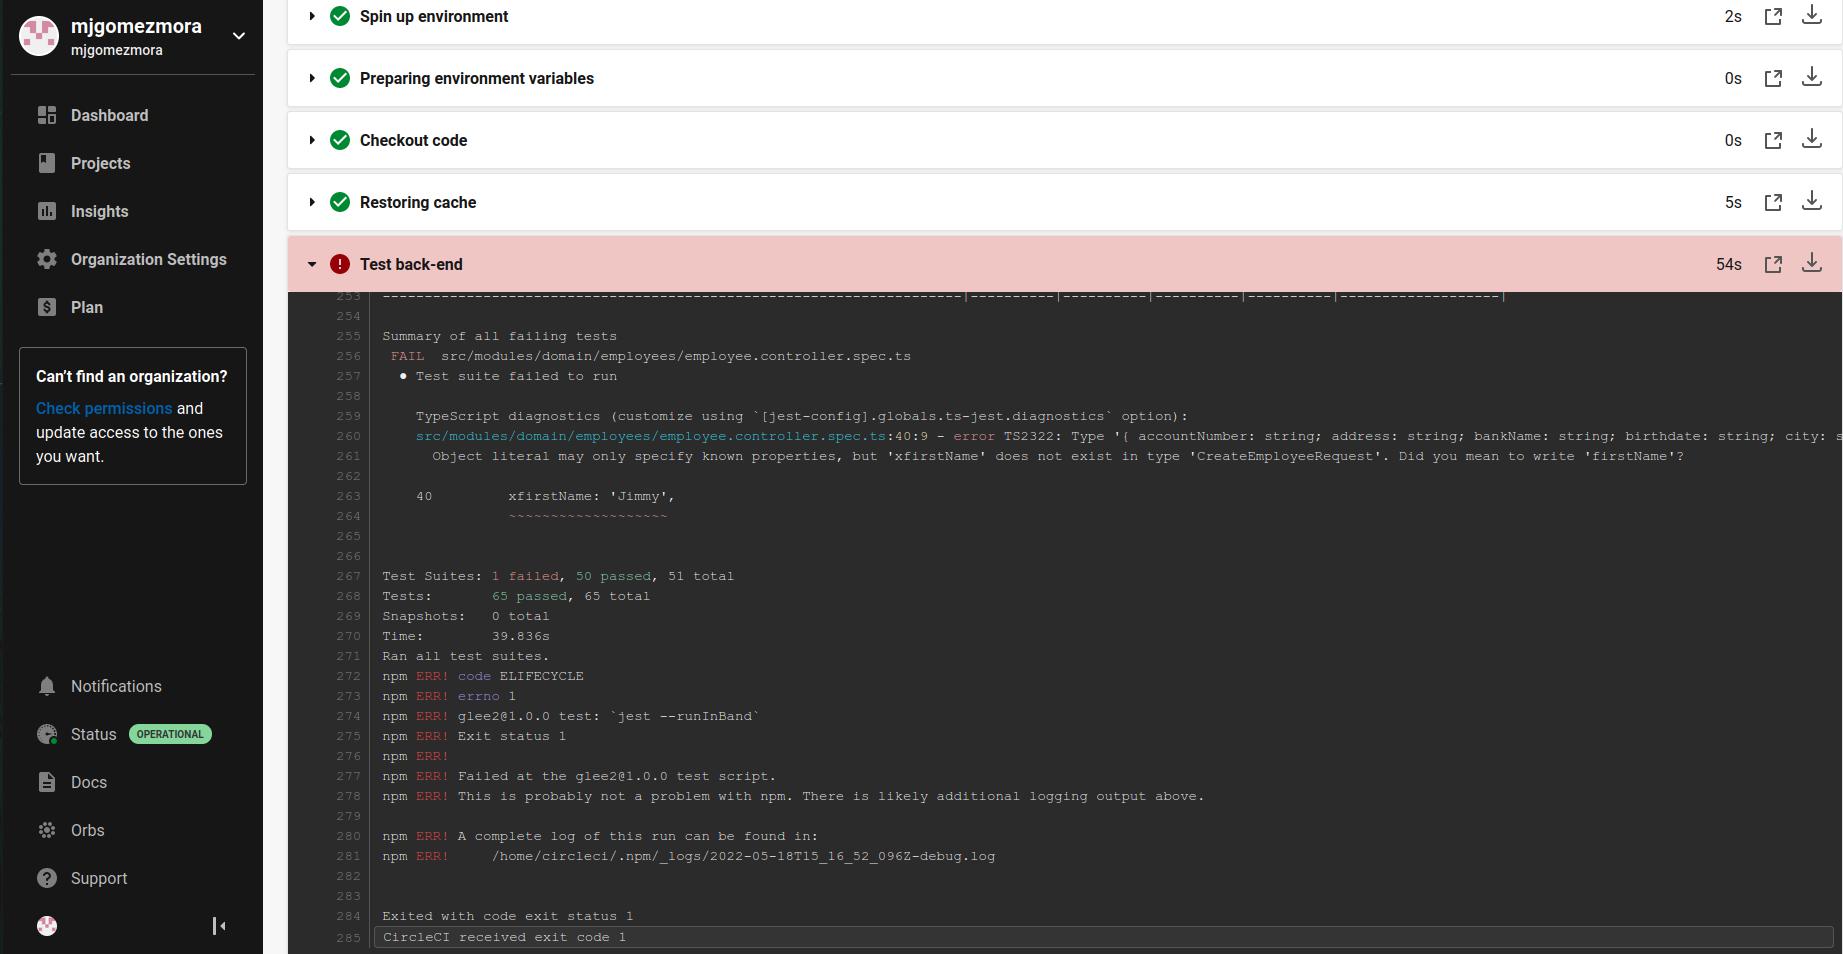 mjgomezmora
mjgomezmora
Dashboard
Projects
Insights
Organization Settings
Plan
Can't find an organization?
Check permissions and
update access to the ones
you want.
Notifications
Status OPERATIONAL
Docs
Orbs
Support
Spin up environment 2s
Preparing environment variables 0s
Checkout code 0s
Restoring cache 5s
Test back-end 54s
253 ---------------------------------------------------------------------|----------|----------|----------|----------|-------------------|
254
255 Summary of all failing tests
256 FAIL src/modules/domain/employees/employee.controller.spec.ts
257 ● Test suite failed to run
258
259 TypeScript diagnostics (customize using `[jest-config].globals.ts-jest.diagnostics` option):
260 src/modules/domain/employees/employee.controller.spec.ts:40:9 - error TS2322: Type '{ accountNumber: string; address: string; bankName: string; birthdate: string; city: s
261 Object literal may only specify known properties, but 'xfirstName' does not exist in type 'CreateEmployeeRequest'. Did you mean to write 'firstName'?
262
263 40 xfirstName: 'Jimmy',
264 ~~~~~~~~~~~~~~~~~~~
265
266
267 Test Suites: 1 failed, 50 passed, 51 total
268 Tests: 65 passed, 65 total
269 Snapshots: 0 total
270 Time: 39.836s
271 Ran all test suites.
272 npm ERR! code ELIFECYCLE
273 npm ERR! errno 1
274 npm ERR! glee2@1.0.0 test: `jest --runInBand`
275 npm ERR! Exit status 1
276 npm ERR!
277 npm ERR! Failed at the glee2@1.0.0 test script.
278 npm ERR! This is probably not a problem with npm. There is likely additional logging output above.
279
280 npm ERR! A complete log of this run can be found in:
281 npm ERR! /home/circleci/.npm/_logs/2022-05-18T15_16_52_096Z-debug.log
282
283
284 Exited with code exit status 1
285 CircleCI received exit code 1